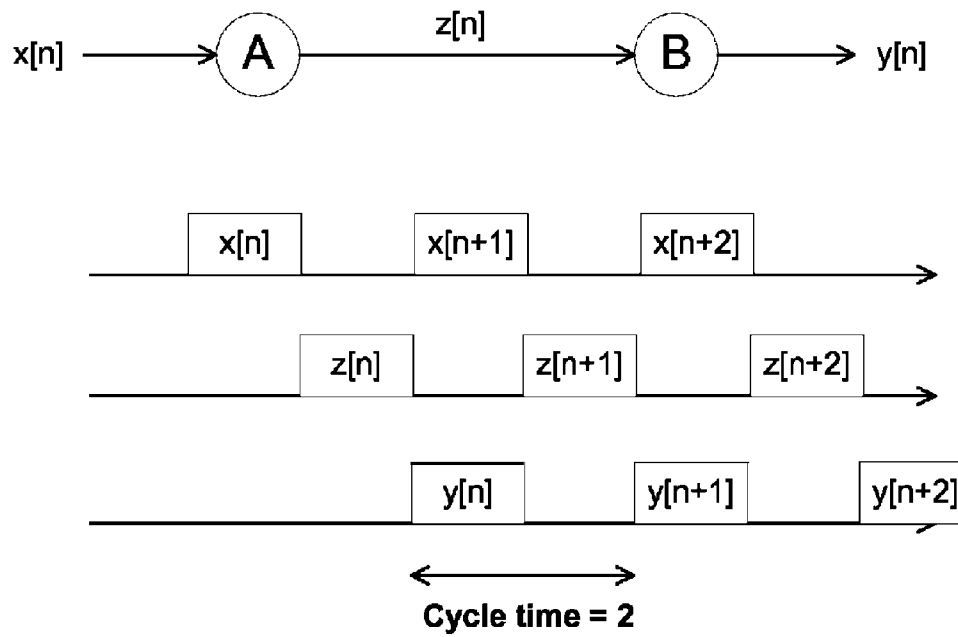 z[n]
x[n] A B y[n]
x[n] x[n+1] x[n+2]
z[n] z[n+1] z[n+2]
y[n] y[n+1] y[n+2]
Cycle time = 2